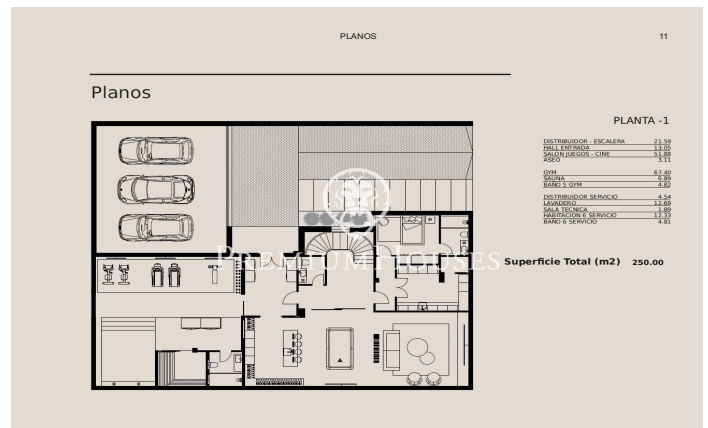 PLANOS
11
Planos
PLANTA -1
DISTRIBUIDOR - ESCALERA 21.59
HALL ENTRADA 13.05
SALON JUEGOS - CINE 51.88
ASEO 3.11
GYM 67.40
SAUNA 6.89
BAÑO 5 GYM 4.82
DISTRIBUIDOR SERVICIO 4.54
LAVADERO 12.69
SALA TECNICA 1.89
HABITACION 6 SERVICIO 12.33
BAÑO 6 SERVICIO 4.81
PREMIUM HOUSES
Superficie Total (m2) 250.00